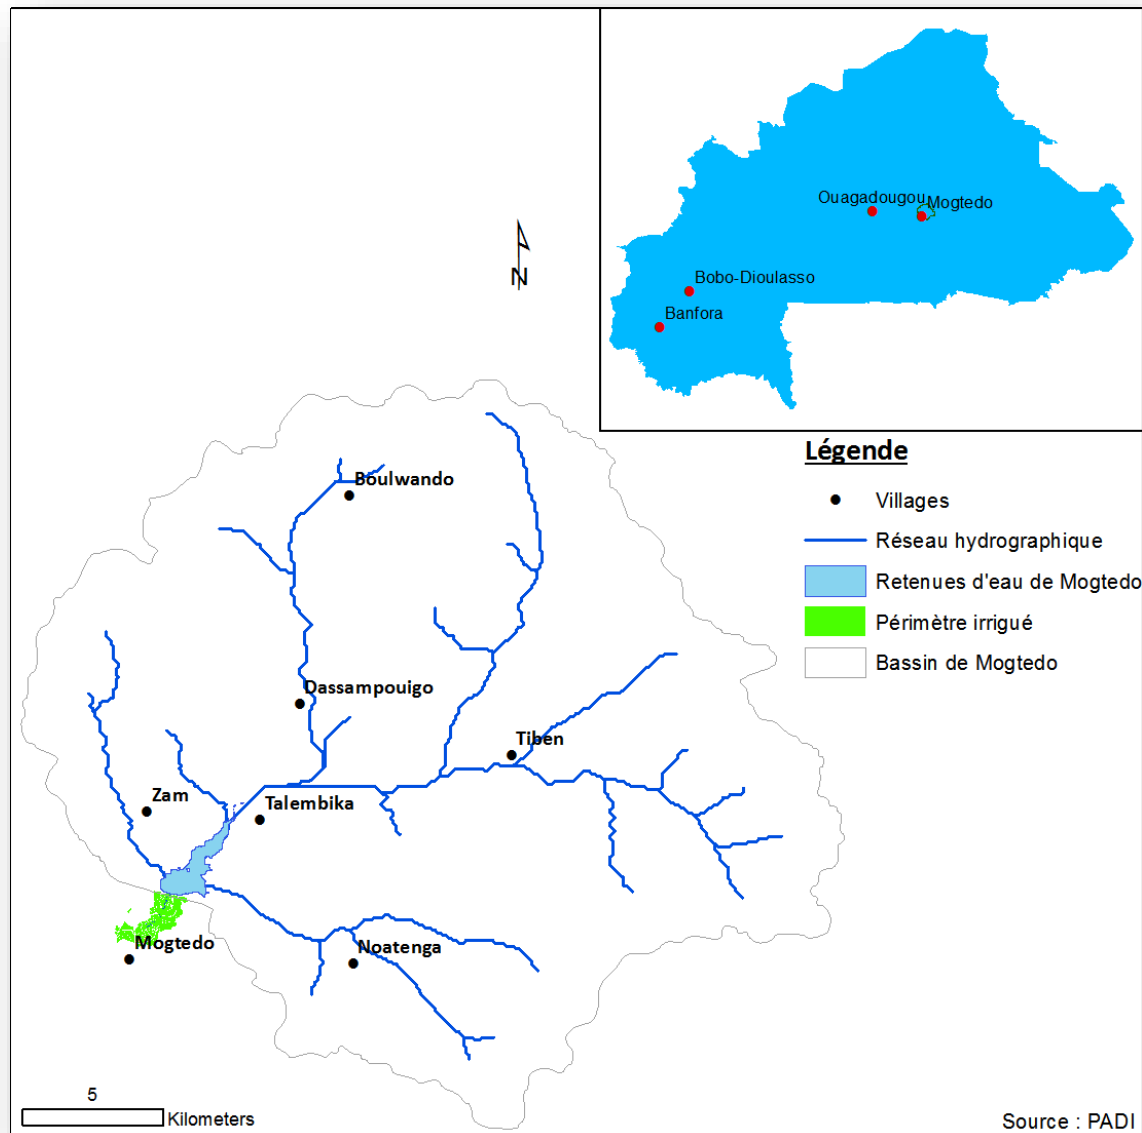 Ouagadougou
Mogtedo
Bobo-Dioulasso
Banfora
N
Légende
Villages
Réseau hydrographique
Retenues d'eau de Mogtedo
Périmètre irrigué
Bassin de Mogtedo
Boulwando
Dassampouigo
Tiben
Zam
Talembika
Mogtedo
Noatenga
5
Kilometers
Source : PADI